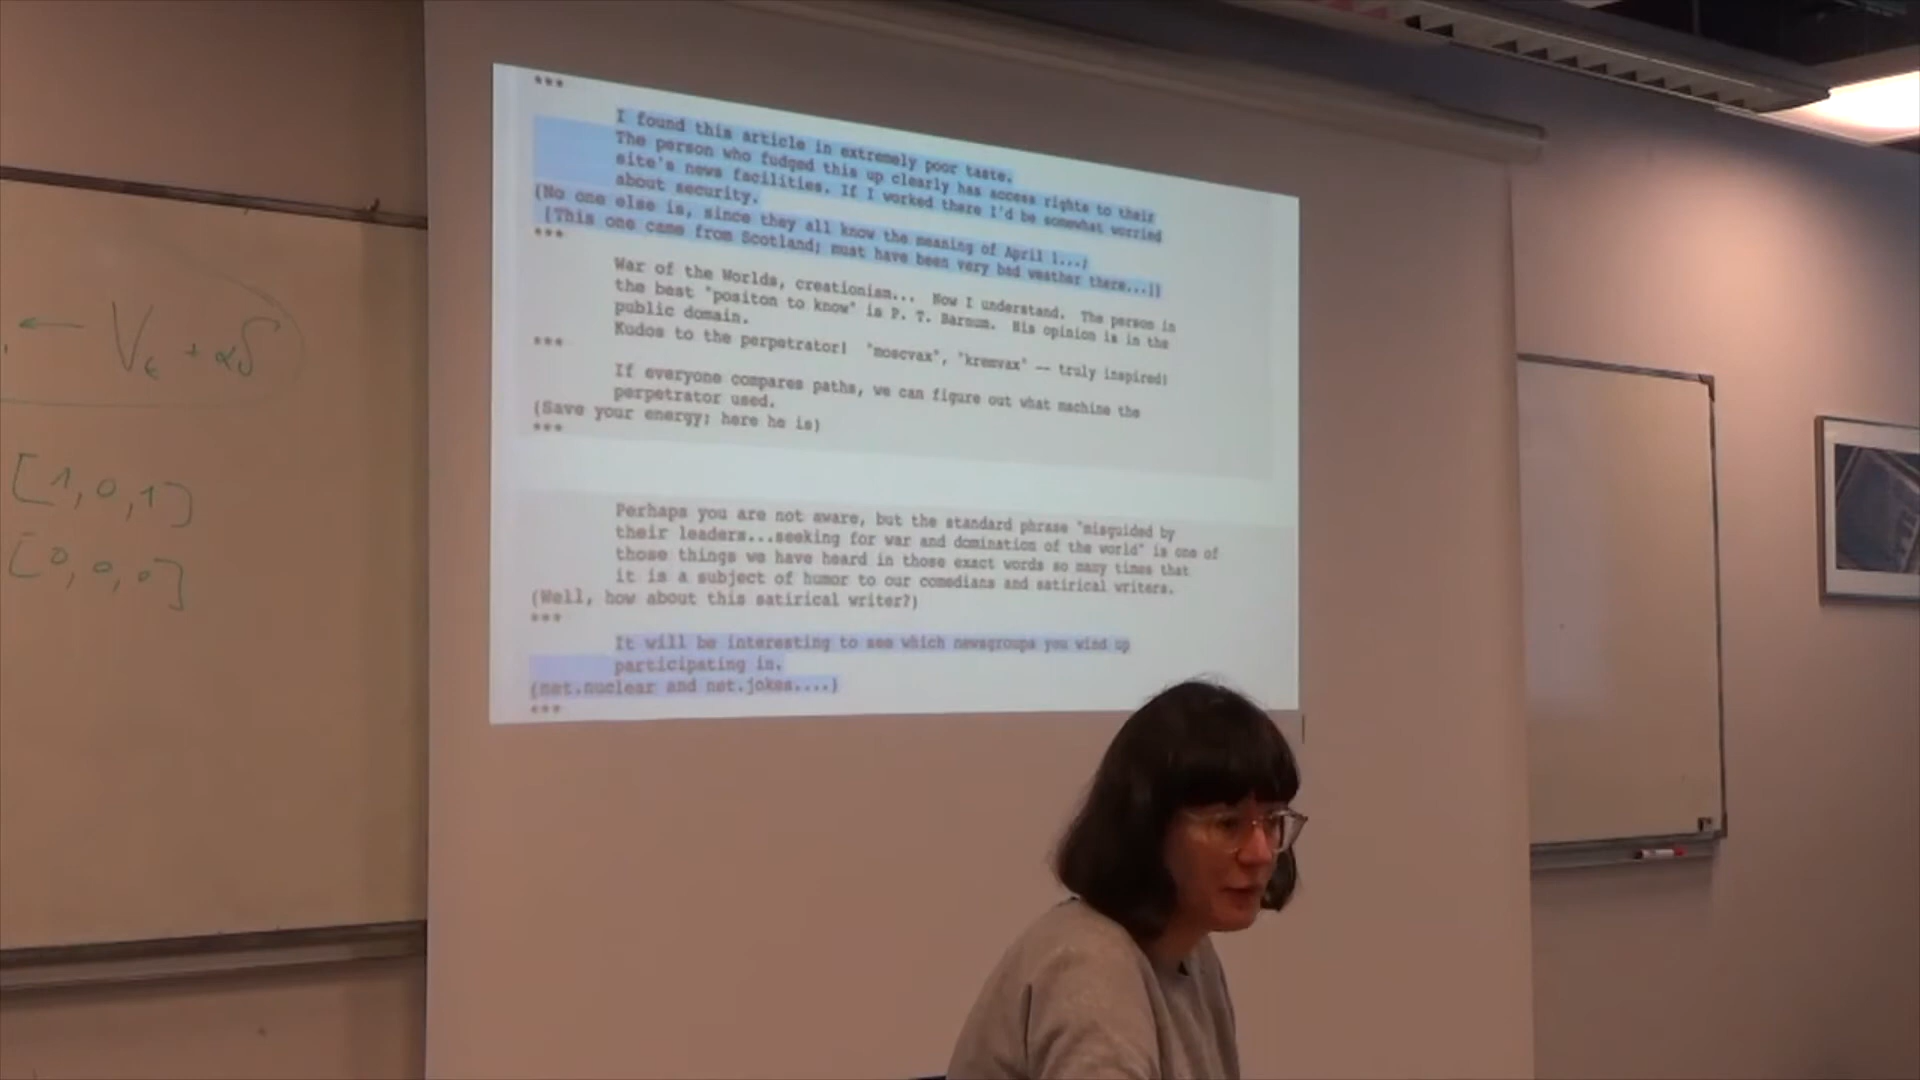 ***
I found this article in extremely poor taste.
The person who fudged this up clearly has access rights to their
site's news facilities. If I worked there I'd be somewhat worried
about security.
(No one else is, since they all know the meaning of April 1...;
[This one came from Scotland; must have been very bad weather there...])
***
War of the Worlds, creationism... Now I understand. The person in
the best "positon to know" is P. T. Barnum. His opinion is in the
public domain.
Kudos to the perpetrator! "moscvax", "kremvax" -- truly inspired!
***
If everyone compares paths, we can figure out what machine the
perpetrator used.
(Save your energy; here he is)
***
Perhaps you are not aware, but the standard phrase "misguided by
their leaders...seeking for war and domination of the world" is one of
those things we have heard in those exact words so many times that
it is a subject of humor to our comedians and satirical writers.
(Well, how about this satirical writer?)
***
It will be interesting to see which newsgroups you wind up
participating in.
(net.nuclear and net.jokes....)
***
← Vₜ + αδ
[1,0,1]
[0,0,0]